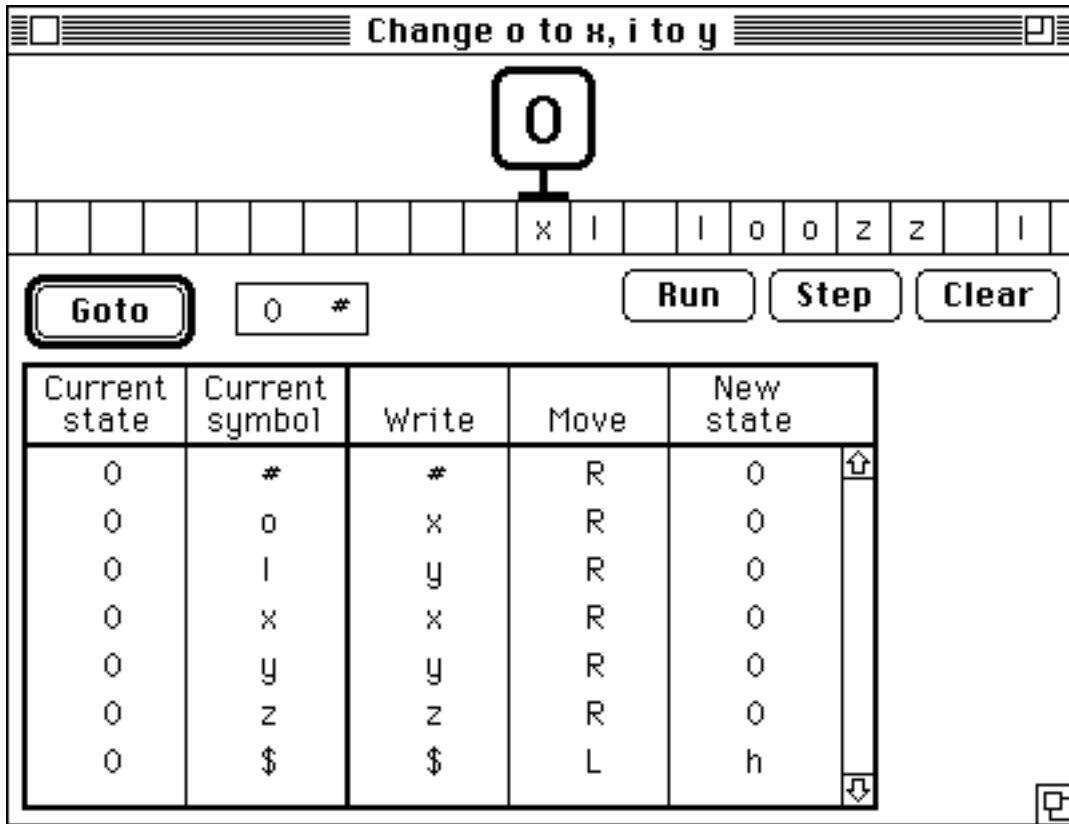 Change o to x, i to y
0
x I I o o z z I
Goto 0 # Run Step Clear
Current state Current symbol Write Move New state
0 # # R 0
0 o x R 0
0 I y R 0
0 x x R 0
0 y y R 0
0 z z R 0
0 $ $ L h